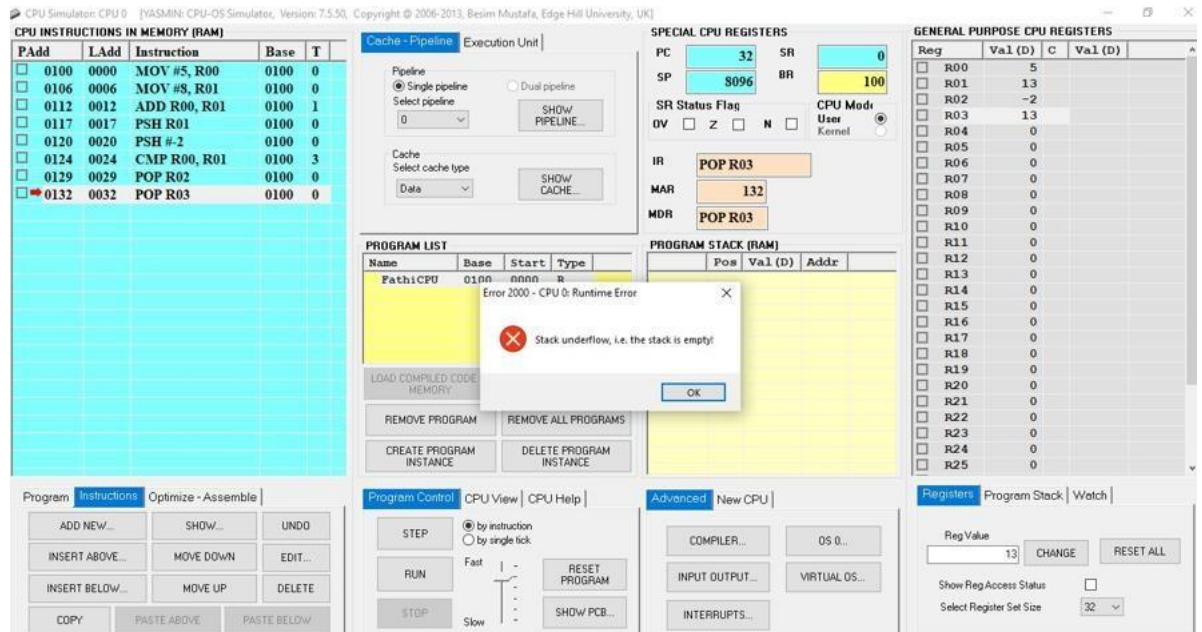 CPU Simulator: CPU 0 [YASMIN: CPU-OS Simulator, Version: 7.5.50, Copyright @ 2006-2013, Besim Mustafa, Edge Hill University, UK]
CPU INSTRUCTIONS IN MEMORY (RAM)
PAdd LAdd Instruction Base T
0100 0000 MOV #5, R00 0100 0
0106 0006 MOV #8, R01 0100 0
0112 0012 ADD R00, R01 0100 1
0117 0017 PSH R01 0100 0
0120 0020 PSH #-2 0100 0
0124 0024 CMP R00, R01 0100 3
0129 0029 POP R02 0100 0
0132 0032 POP R03 0100 0
Program Instructions Optimize - Assemble
ADD NEW... SHOW... UNDO
INSERT ABOVE... MOVE DOWN EDIT...
INSERT BELOW... MOVE UP DELETE
COPY PASTE ABOVE PASTE BELOW
Cache - Pipeline Execution Unit
Pipeline
Single pipeline Dual pipeline
Select pipeline
0
SHOW
PIPELINE...
Cache
Select cache type
Data
SHOW
CACHE...
PROGRAM LIST
Name Base Start Type
FathiCPU 0100 0000 R
LOAD COMPILED CODE
MEMORY
REMOVE PROGRAM REMOVE ALL PROGRAMS
CREATE PROGRAM
INSTANCE
DELETE PROGRAM
INSTANCE
Program Control CPU View CPU Help
STEP
by instruction
by single tick
RUN
Fast
RESET
PROGRAM
STOP
Slow
SHOW PCB...
SPECIAL CPU REGISTERS
PC 32 SR 0
SP 8096 BR 100
SR Status Flag
OV Z N
CPU Mode
User
Kernel
IR POP R03
MAR 132
MDR POP R03
PROGRAM STACK (RAM)
Pos Val (D) Addr
Error 2000 - CPU 0: Runtime Error
Stack underflow, i.e. the stack is empty!
OK
Advanced New CPU
COMPILER... OS 0...
INPUT OUTPUT... VIRTUAL OS...
INTERRUPTS...
GENERAL PURPOSE CPU REGISTERS
Reg Val (D) C Val (D)
R00 5
R01 13
R02 -2
R03 13
R04 0
R05 0
R06 0
R07 0
R08 0
R09 0
R10 0
R11 0
R12 0
R13 0
R14 0
R15 0
R16 0
R17 0
R18 0
R19 0
R20 0
R21 0
R22 0
R23 0
R24 0
R25 0
Registers Program Stack Watch
Reg Value
13 CHANGE RESET ALL
Show Reg Access Status
Select Register Set Size 32